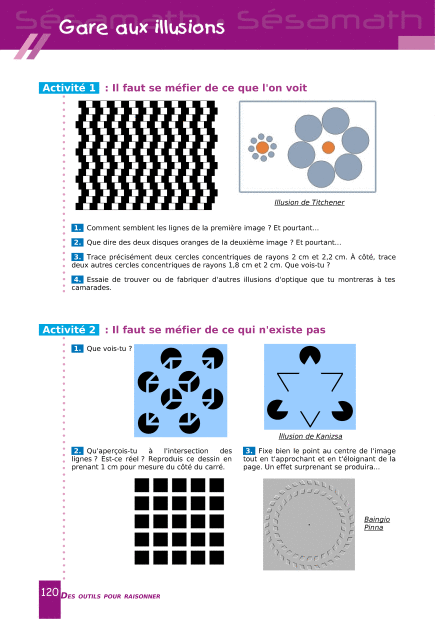 Sésamath - Sésamath
Gare aux illusions
Activité 1 : Il faut se méfier de ce que l'on voit
Illusion de Titchener
1. Comment semblent les lignes de la première image ? Et pourtant...
2. Que dire des deux disques oranges de la deuxième image ? Et pourtant...
3. Trace précisément deux cercles concentriques de rayons 2 cm et 2,2 cm. À côté, trace
deux autres cercles concentriques de rayons 1,8 cm et 2 cm. Que vois-tu ?
4. Essaie de trouver ou de fabriquer d'autres illusions d'optique que tu montreras à tes
camarades.
Activité 2 : Il faut se méfier de ce qui n'existe pas
1. Que vois-tu ?
Illusion de Kanizsa
2. Qu'aperçois-tu à l'intersection des
lignes ? Est-ce réel ? Reproduis ce dessin en
prenant 1 cm pour mesure du côté du carré.
3. Fixe bien le point au centre de l'image
tout en t'approchant et en t'éloignant de la
page. Un effet surprenant se produira...
Baingio
Pinna
120 DES OUTILS POUR RAISONNER